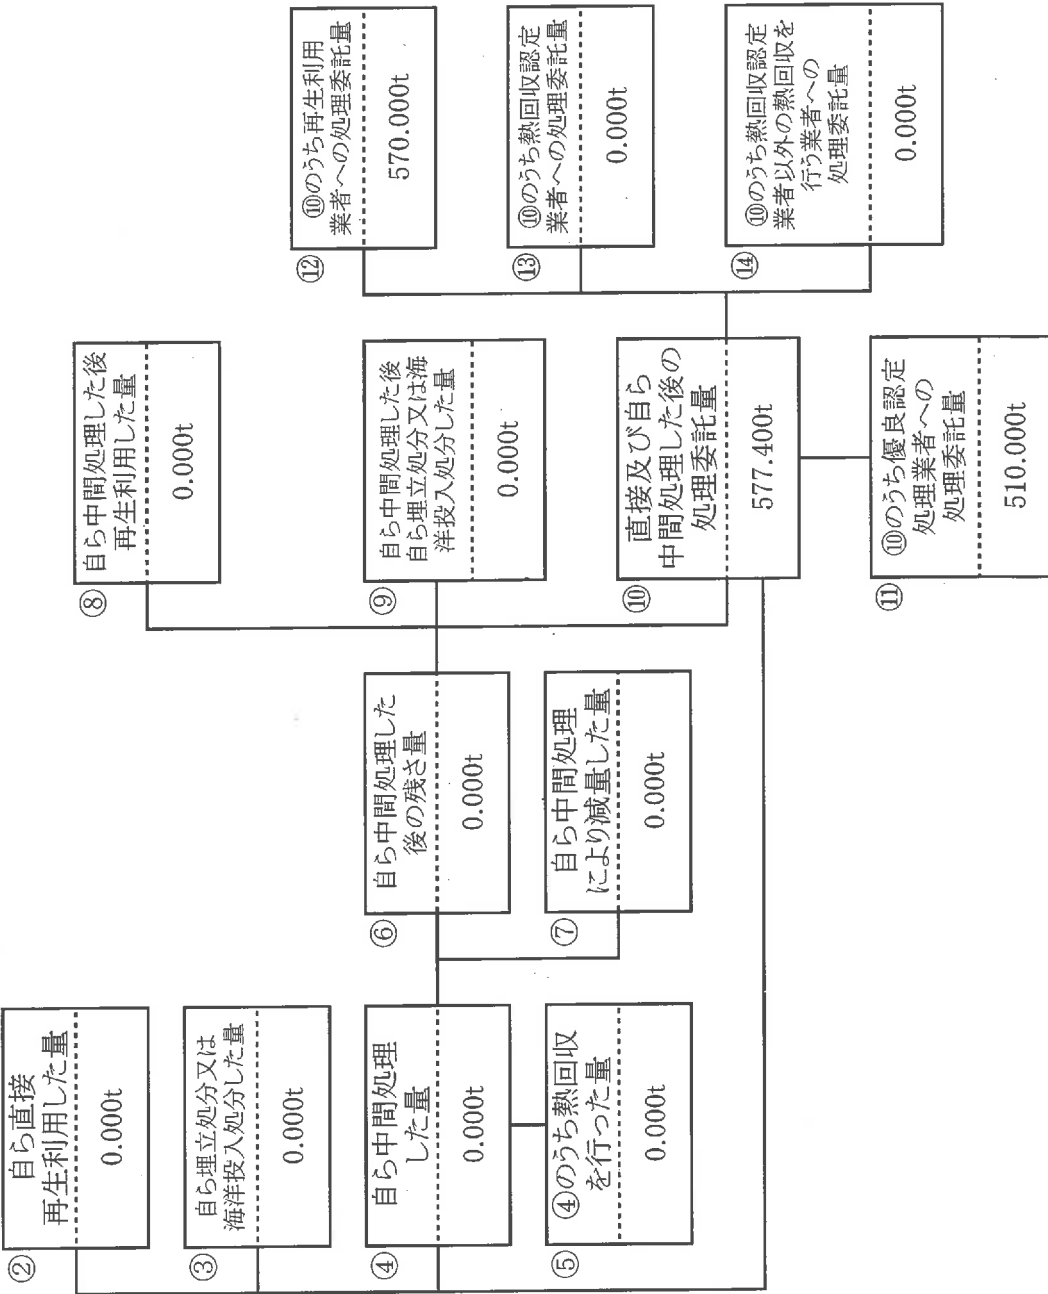 ②
自ら直接
再生利用した量
0.000t
③
自ら埋立処分又は
海洋投入処分した量
0.000t
④
自ら中間処理
した量
0.000t
⑤
④のうち熱回収
を行った量
0.000t
⑥
自ら中間処理した
後の残さ量
0.000t
⑦
自ら中間処理
により減量した量
0.000t
⑧
自ら中間処理した後
再生利用した量
0.000t
⑨
自ら中間処理した後
自ら埋立処分又は海
洋投入処分した量
0.000t
⑩
直接及び自ら
中間処理した後の
処理委託量
577.400t
⑪
⑩のうち優良認定
処理業者への
処理委託量
510.000t
⑫
⑩のうち再生利用
業者への処理委託量
570.000t
⑬
⑩のうち熱回収認定
業者への処理委託量
0.000t
⑭
⑩のうち熱回収認定
業者以外の熱回収を
行う業者への
処理委託量
0.000t